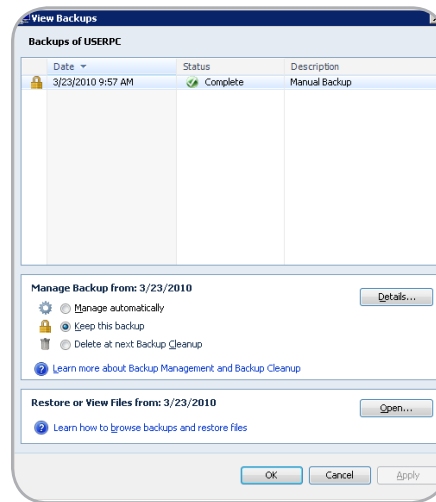 View Backups
Backups of USERPC
Date Status Description
3/23/2010 9:57 AM Complete Manual Backup
Manage Backup from: 3/23/2010
Details...
Manage automatically
Keep this backup
Delete at next Backup Cleanup
Learn more about Backup Management and Backup Cleanup
Restore or View Files from: 3/23/2010
Open...
Learn how to browse backups and restore files
OK Cancel Apply